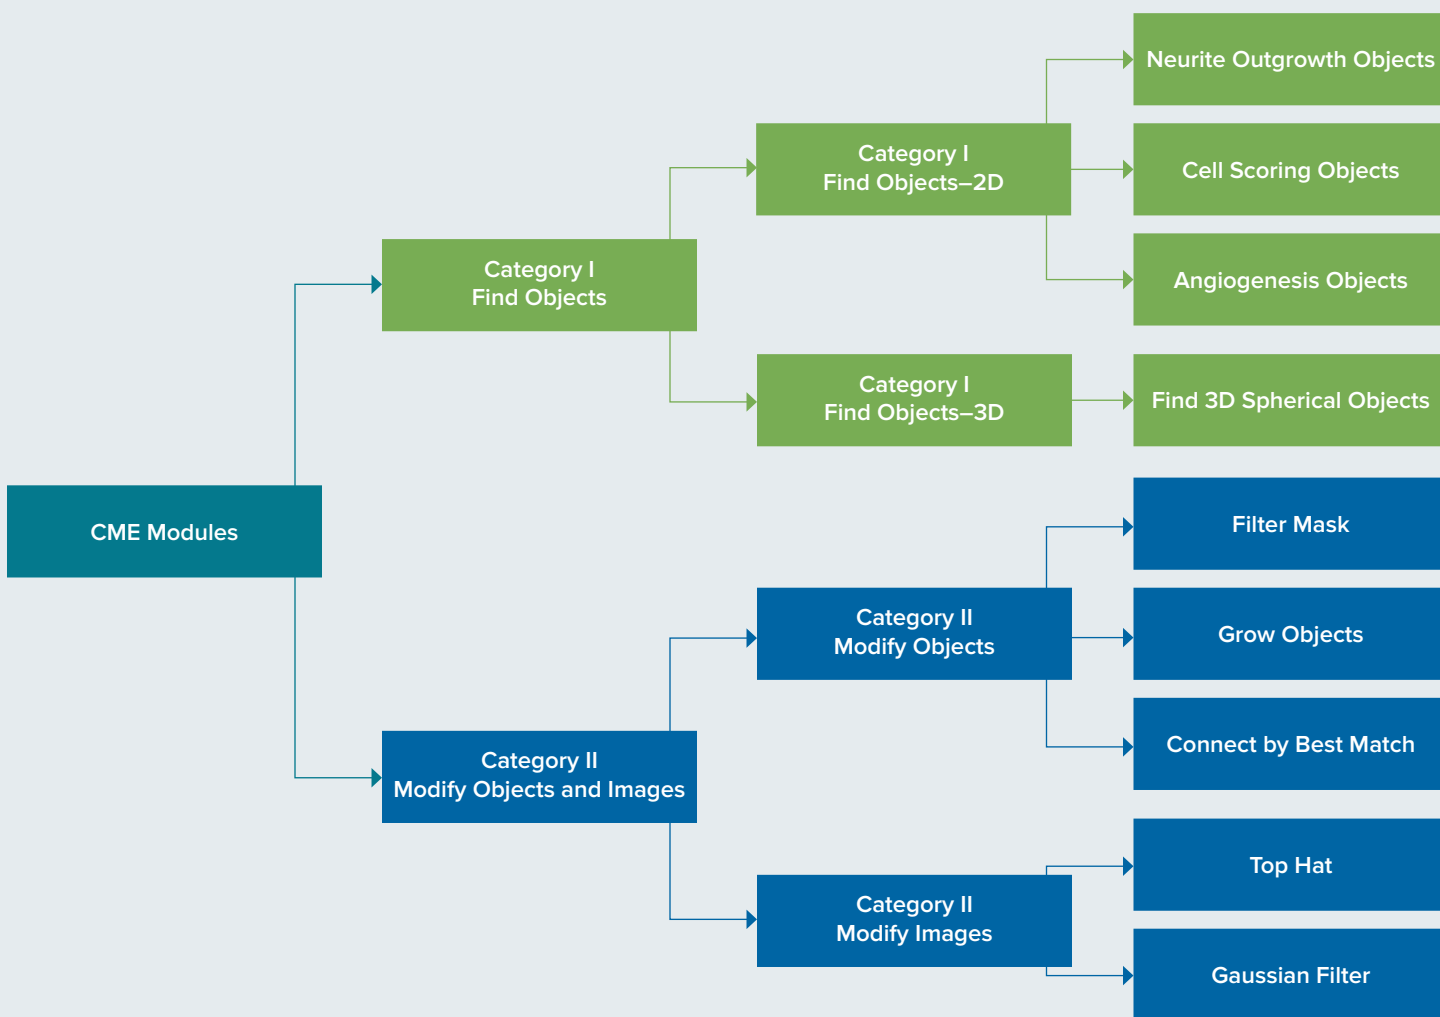 Neurite Outgrowth Objects
Category I
Find Objects–2D
Cell Scoring Objects
Angiogenesis Objects
Category I
Find Objects
Category I
Find Objects–3D
Find 3D Spherical Objects
CME Modules
Filter Mask
Category II
Modify Objects
Grow Objects
Connect by Best Match
Category II
Modify Objects and Images
Top Hat
Category II
Modify Images
Gaussian Filter